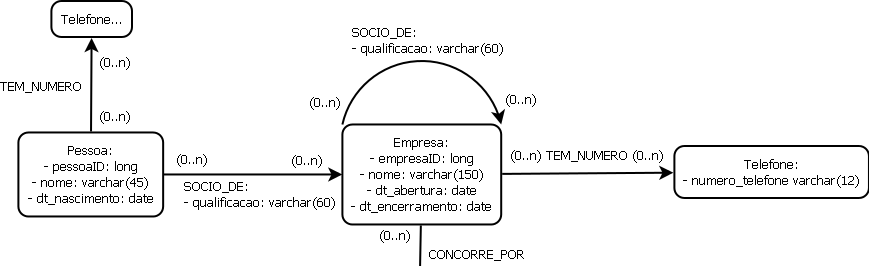 Telefone...
(0..n)
TEM_NUMERO
(0..n)
SOCIO_DE:
- qualificacao: varchar(60)
(0..n)
(0..n)
Pessoa:
- pessoaID: long
- nome: varchar(45)
- dt_nascimento: date
(0..n)
(0..n)
SOCIO_DE:
- qualificacao: varchar(60)
Empresa:
- empresaID: long
- nome: varchar(150)
- dt_abertura: date
- dt_encerramento: date
(0..n) TEM_NUMERO (0..n)
Telefone:
- numero_telefone varchar(12)
(0..n)
CONCORRE_POR